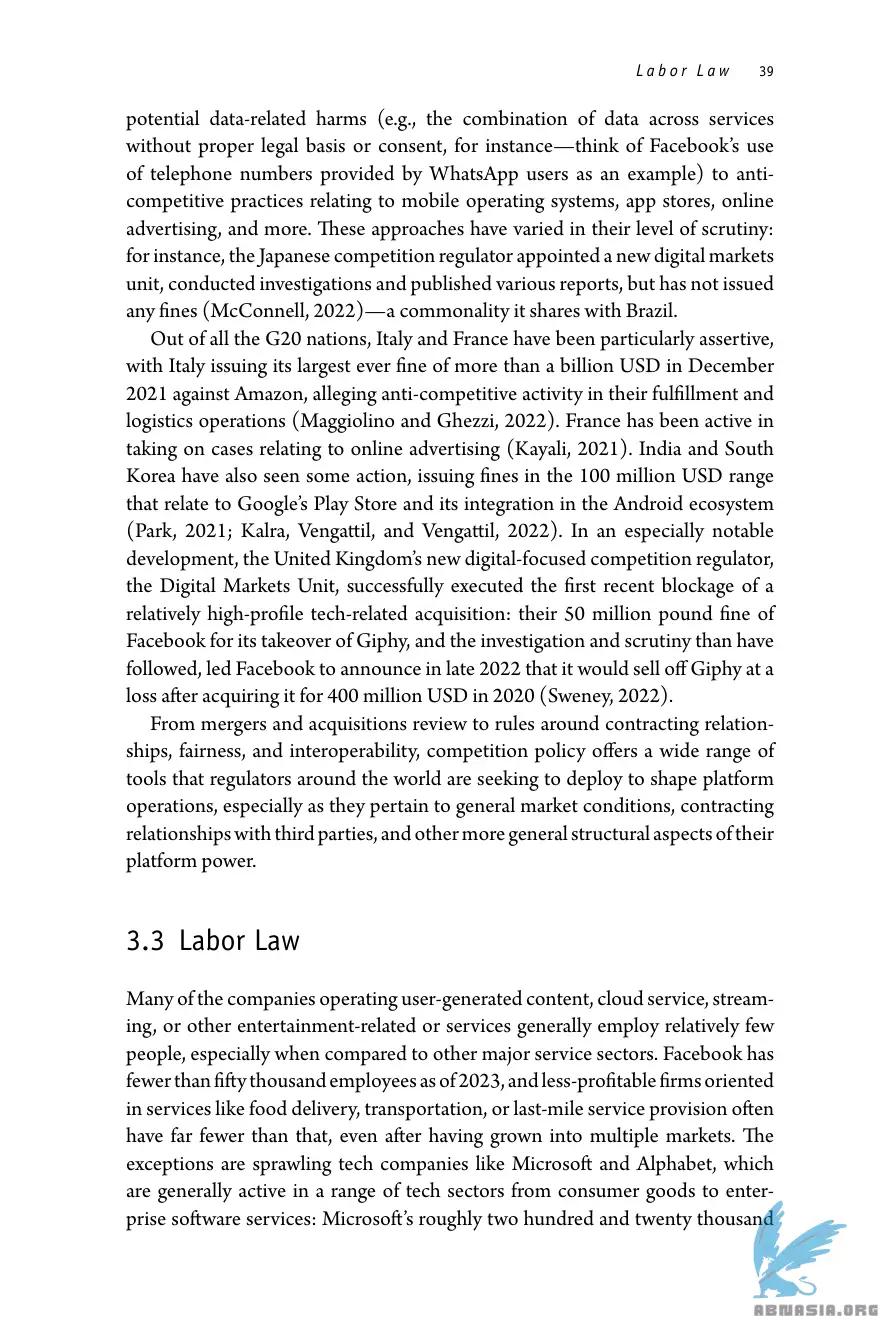 Labor Law 39
potential data-related harms (e.g., the combination of data across services
without proper legal basis or consent, for instance—think of Facebook’s use
of telephone numbers provided by WhatsApp users as an example) to anti-
competitive practices relating to mobile operating systems, app stores, online
advertising, and more. These approaches have varied in their level of scrutiny:
for instance, the Japanese competition regulator appointed a new digital markets
unit, conducted investigations and published various reports, but has not issued
any fines (McConnell, 2022)—a commonality it shares with Brazil.
Out of all the G20 nations, Italy and France have been particularly assertive,
with Italy issuing its largest ever fine of more than a billion USD in December
2021 against Amazon, alleging anti-competitive activity in their fulfillment and
logistics operations (Maggiolino and Ghezzi, 2022). France has been active in
taking on cases relating to online advertising (Kayali, 2021). India and South
Korea have also seen some action, issuing fines in the 100 million USD range
that relate to Google’s Play Store and its integration in the Android ecosystem
(Park, 2021; Kalra, Vengattil, and Vengattil, 2022). In an especially notable
development, the United Kingdom’s new digital-focused competition regulator,
the Digital Markets Unit, successfully executed the first recent blockage of a
relatively high-profile tech-related acquisition: their 50 million pound fine of
Facebook for its takeover of Giphy, and the investigation and scrutiny than have
followed, led Facebook to announce in late 2022 that it would sell off Giphy at a
loss after acquiring it for 400 million USD in 2020 (Sweney, 2022).
From mergers and acquisitions review to rules around contracting relation-
ships, fairness, and interoperability, competition policy offers a wide range of
tools that regulators around the world are seeking to deploy to shape platform
operations, especially as they pertain to general market conditions, contracting
relationships with third parties, and other more general structural aspects of their
platform power.
3.3 Labor Law
Many of the companies operating user-generated content, cloud service, stream-
ing, or other entertainment-related or services generally employ relatively few
people, especially when compared to other major service sectors. Facebook has
fewer than fifty thousand employees as of 2023, and less-profitable firms oriented
in services like food delivery, transportation, or last-mile service provision often
have far fewer than that, even after having grown into multiple markets. The
exceptions are sprawling tech companies like Microsoft and Alphabet, which
are generally active in a range of tech sectors from consumer goods to enter-
prise software services: Microsoft’s roughly two hundred and twenty thousand
ABNASIA.ORG